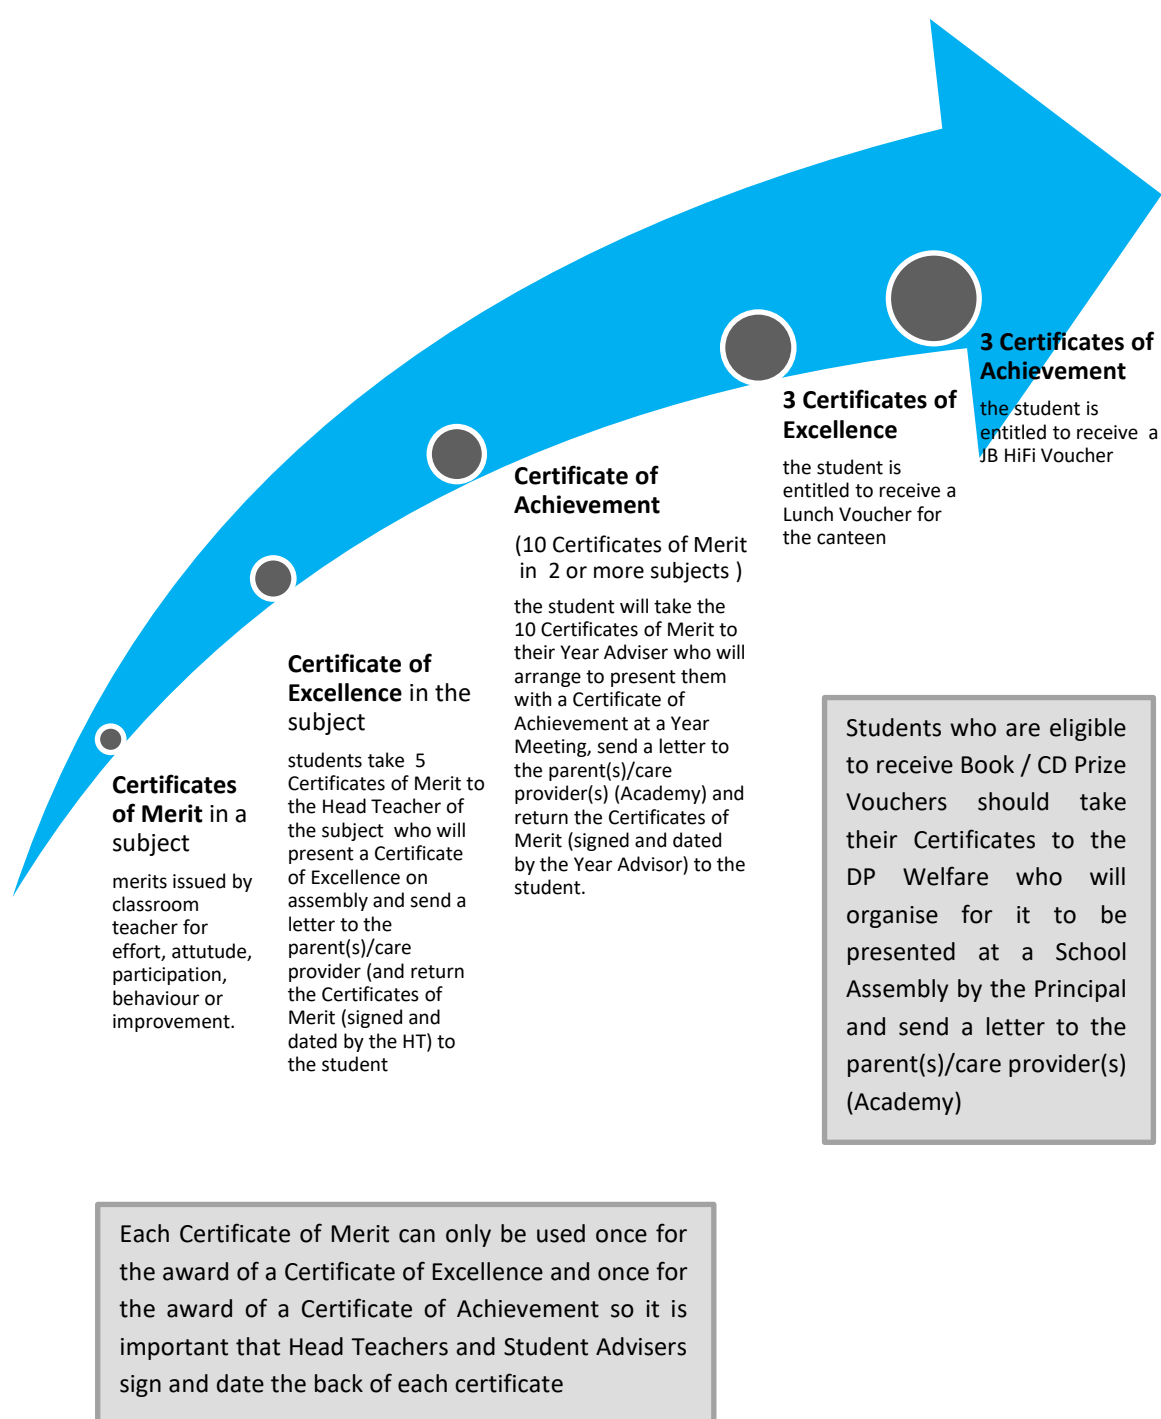 Certificates
of Merit in a
subject
merits issued by
classroom
teacher for
effort, attutude,
participation,
behaviour or
improvement.
Certificate of
Excellence in the
subject
students take 5
Certificates of Merit to
the Head Teacher of
the subject who will
present a Certificate
of Excellence on
assembly and send a
letter to the
parent(s)/care
provider (and return
the Certificates of
Merit (signed and
dated by the HT) to
the student
Certificate of
Achievement
(10 Certificates of Merit
in 2 or more subjects )
the student will take the
10 Certificates of Merit to
their Year Adviser who will
arrange to present them
with a Certificate of
Achievement at a Year
Meeting, send a letter to
the parent(s)/care
provider(s) (Academy) and
return the Certificates of
Merit (signed and dated
by the Year Advisor) to the
student.
3 Certificates of
Excellence
the student is
entitled to receive a
Lunch Voucher for
the canteen
3 Certificates of
Achievement
the student is
entitled to receive a
JB HiFi Voucher
Students who are eligible
to receive Book / CD Prize
Vouchers should take
their Certificates to the
DP Welfare who will
organise for it to be
presented at a School
Assembly by the Principal
and send a letter to the
parent(s)/care provider(s)
(Academy)
Each Certificate of Merit can only be used once for
the award of a Certificate of Excellence and once for
the award of a Certificate of Achievement so it is
important that Head Teachers and Student Advisers
sign and date the back of each certificate